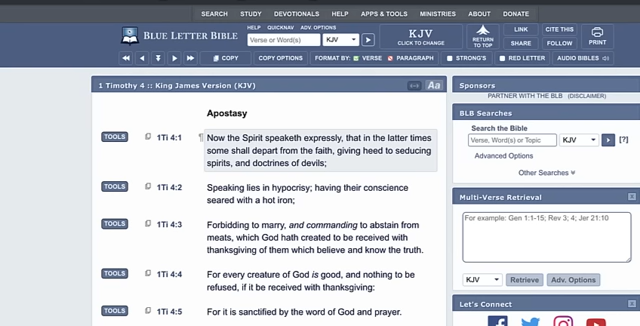 SEARCH STUDY DEVOTIONALS HELP APPS & TOOLS MINISTRIES ABOUT DONATE
HELP QUICKNAV ADV. OPTIONS
BLUE LETTER BIBLE
Verse or Word(s) KJV
KJV
CLICK TO CHANGE
RETURN
TO TOP
LINK CITE THIS
SHARE FOLLOW
PRINT
COPY COPY OPTIONS FORMAT BY: VERSE PARAGRAPH STRONG'S RED LETTER AUDIO BIBLES
1 Timothy 4 :: King James Version (KJV) Aa
Apostasy
TOOLS 1Ti 4:1 ¶ Now the Spirit speaketh expressly, that in the latter times
some shall depart from the faith, giving heed to seducing
spirits, and doctrines of devils;
TOOLS 1Ti 4:2 Speaking lies in hypocrisy; having their conscience
seared with a hot iron;
TOOLS 1Ti 4:3 Forbidding to marry, and commanding to abstain from
meats, which God hath created to be received with
thanksgiving of them which believe and know the truth.
TOOLS 1Ti 4:4 For every creature of God is good, and nothing to be
refused, if it be received with thanksgiving:
TOOLS 1Ti 4:5 For it is sanctified by the word of God and prayer.
Sponsors
PARTNER WITH THE BLB (DISCLAIMER)
BLB Searches
Search the Bible
Verse, Word, or Topic KJV [?]
Advanced Options
Other Searches
Multi-Verse Retrieval
For example: Gen 1:1-15; Rev 3; 4; Jer 21:10
KJV Retrieve Adv. Options
Let's Connect